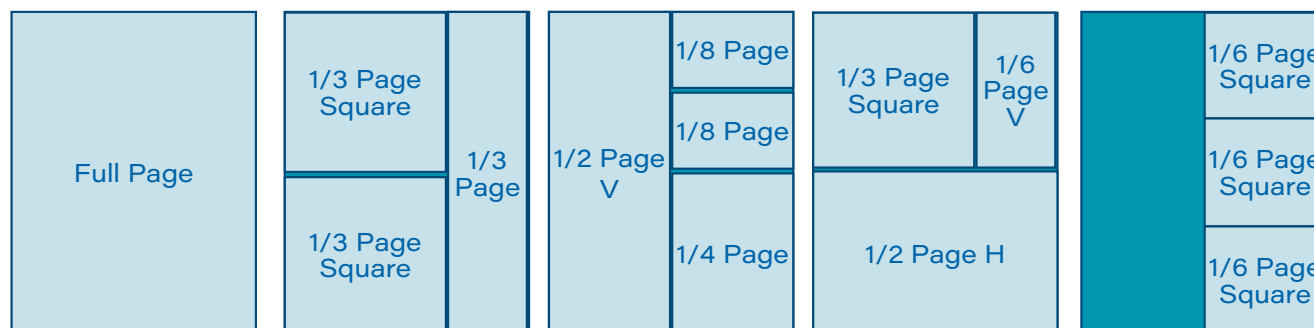 Full Page
1/3 Page
Square
1/3 Page
Square
1/3
Page
1/2 Page
V
1/8 Page
1/8 Page
1/4 Page
1/3 Page
Square
1/6
Page
V
1/2 Page H
1/6 Page
Square
1/6 Page
Square
1/6 Page
Square